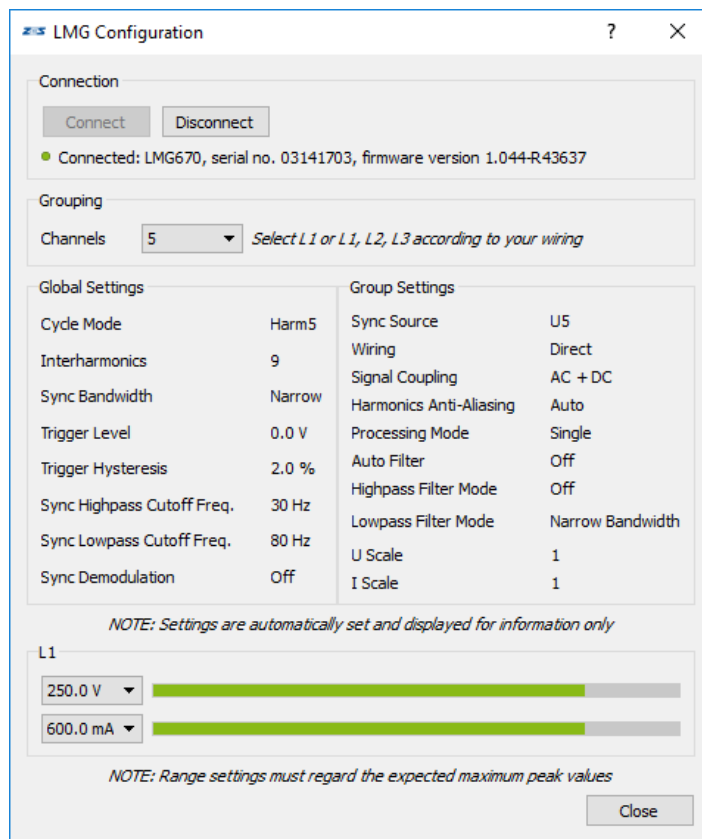 ZES LMG Configuration ?
Connection
Connect Disconnect
Connected: LMG670, serial no. 03141703, firmware version 1.044-R43637
Grouping
Channels 5 Select L1 or L1, L2, L3 according to your wiring
Global Settings
Cycle Mode Harm5
Interharmonics 9
Sync Bandwidth Narrow
Trigger Level 0.0 V
Trigger Hysteresis 2.0 %
Sync Highpass Cutoff Freq. 30 Hz
Sync Lowpass Cutoff Freq. 80 Hz
Sync Demodulation Off
Group Settings
Sync Source U5
Wiring Direct
Signal Coupling AC + DC
Harmonics Anti-Aliasing Auto
Processing Mode Single
Auto Filter Off
Highpass Filter Mode Off
Lowpass Filter Mode Narrow Bandwidth
U Scale 1
I Scale 1
NOTE: Settings are automatically set and displayed for information only
L1
250.0 V
600.0 mA
NOTE: Range settings must regard the expected maximum peak values
Close